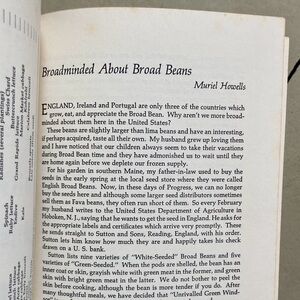 Swiss Chard
Buttercrunch lettuce
Grand Rapids lettuce
Spinach
Ruby lettuce
Kale
Broadminded About Broad Beans
Muriel Howells
ENGLAND, Ireland and Portugal are only three of the countries which
grow, eat, and appreciate the Broad Bean. Why aren't we more broad-
minded about them here in the United States?
These beans are slightly larger than lima beans and have an interesting,
if perhaps acquired, taste all their own. My husband grew up loving them
and I have noticed that our children always seem to take their vacations
during Broad Bean time and they have admonished us to wait until they
are home again before we deplete our frozen supply.
For his garden in southern Maine, my father-in-law used to buy the
seeds in the early spring at the local seed store where they were called
English Broad Beans. Now, in these days of Progress, we can no longer
buy the seeds here and although some larger seed distributors sometimes
sell them as Fava beans, they often run short of them. So every February
my husband writes to the United States Department of Agriculture in
Hoboken, N.J., saying that he wants to get the seed in England. He asks for
the appropriate labels and certificates which arrive very promptly. These
he sends straight to Sutton and Sons, Reading, England, with his order.
Sutton lets him know how much they are and he happily takes his check
drawn on a U.S. bank.
Sutton lists nine varieties of "White-Seeded" Broad Beans and five
varieties of "Green-Seeded." When the pods are shelled, the bean has an
inner coat or skin, grayish white with green meat in the former, and green
with bright green meat in the latter. We do not bother to peel the
skin before cooking, although the fastidious may do so. After
many thoughtful meals, we have decided that "Unrivalled Green Wind-